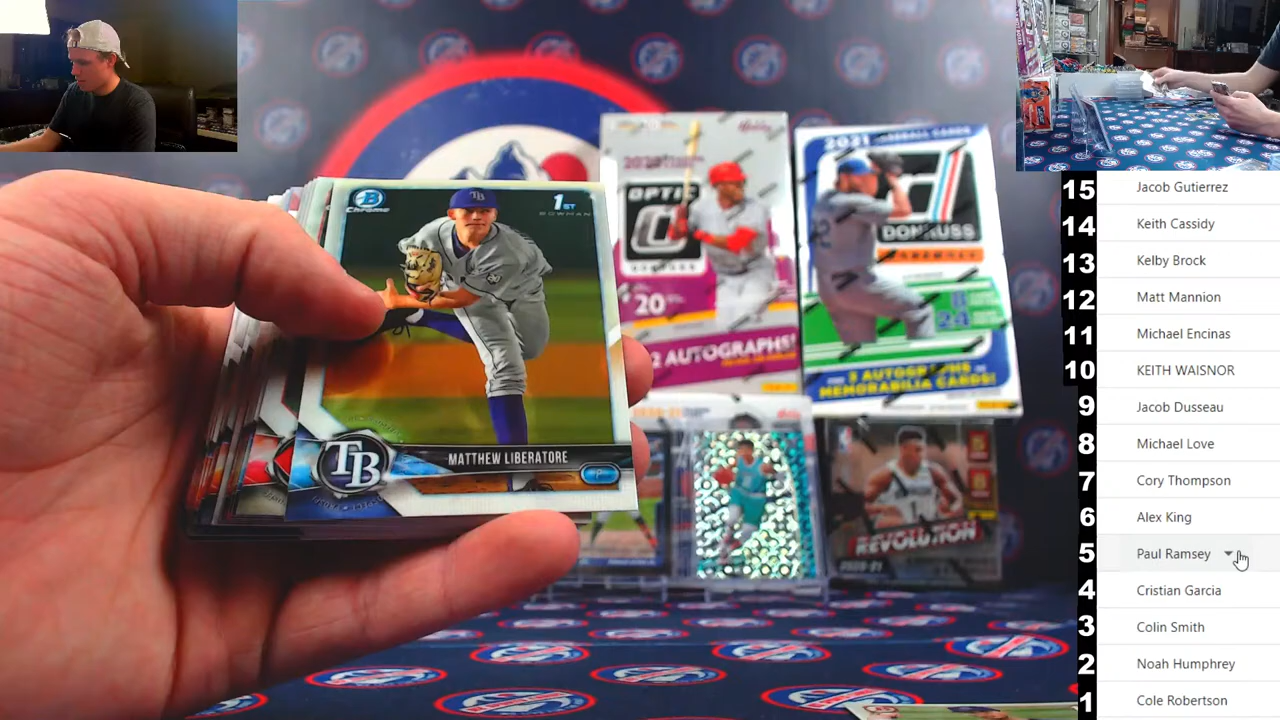 B
Chrome
1ST
BOWMAN
TB
MATTHEW LIBERATORE
P
OPTIC
20
2 AUTOGRAPHS!
2021
DONRUSS
8
24
2 AUTOGRAPHS OR
MEMORABILIA CARDS!
REVOLUTION
2020-21
15 Jacob Gutierrez
14 Keith Cassidy
13 Kelby Brock
12 Matt Mannion
11 Michael Encinas
10 KEITH WAISNOR
9 Jacob Dusseau
8 Michael Love
7 Cory Thompson
6 Alex King
5 Paul Ramsey
4 Cristian Garcia
3 Colin Smith
2 Noah Humphrey
1 Cole Robertson